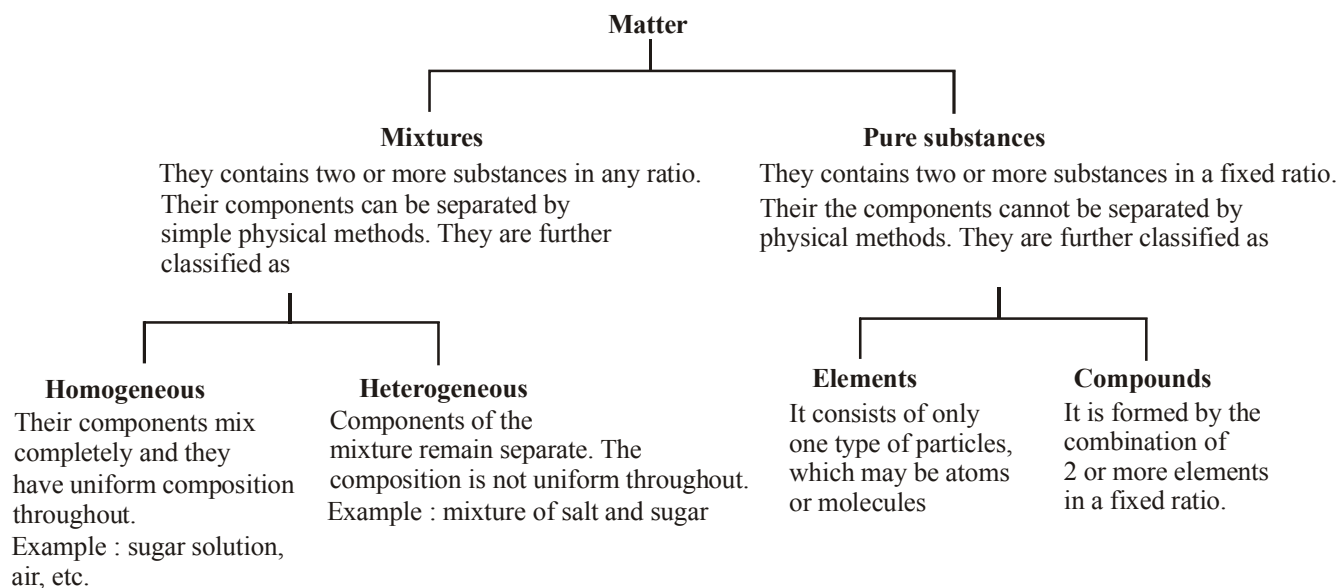 Matter
Mixtures
They contains two or more substances in any ratio.
Their components can be separated by
simple physical methods. They are further
classified as
Pure substances
They contains two or more substances in a fixed ratio.
Their the components cannot be separated by
physical methods. They are further classified as
Homogeneous
Their components mix
completely and they
have uniform composition
throughout.
Example : sugar solution,
air, etc.
Heterogeneous
Components of the
mixture remain separate. The
composition is not uniform throughout.
Example : mixture of salt and sugar
Elements
It consists of only
one type of particles,
which may be atoms
or molecules
Compounds
It is formed by the
combination of
2 or more elements
in a fixed ratio.